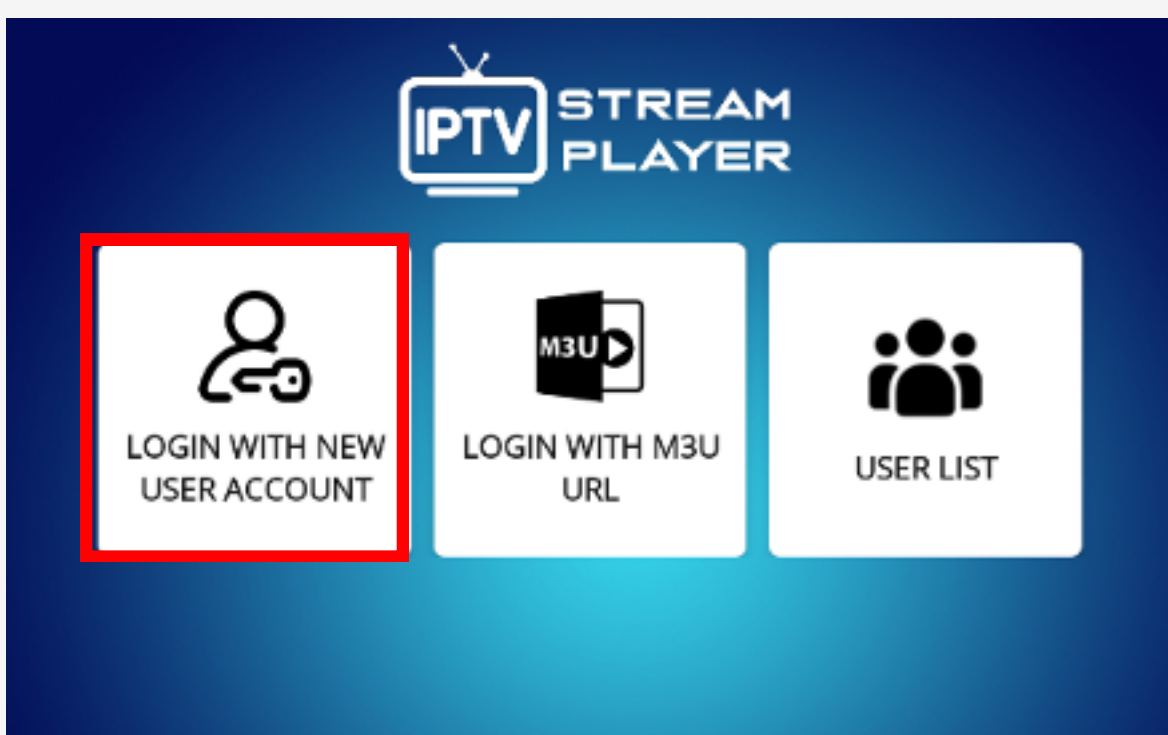 IPTV STREAM
PLAYER
LOGIN WITH NEW
USER ACCOUNT
M3U
LOGIN WITH M3U
URL
USER LIST